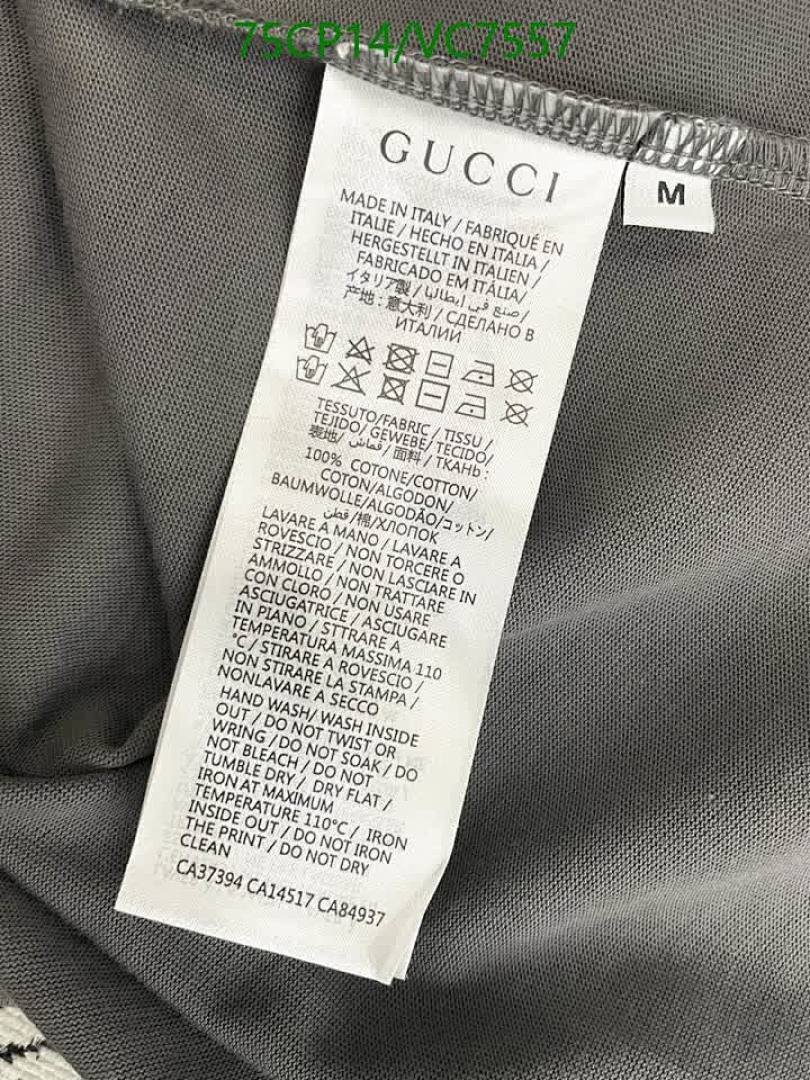 75CP14/VC7557
GUCCI
M
MADE IN ITALY / FABRIQUÉ EN
ITALIE / HECHO EN ITALIA /
HERGESTELLT IN ITALIEN /
FABRICADO EM ITÁLIA/
イタリア製 / صنع في إيطاليا /
产地 : 意大利 / СДЕЛАНО В
ИТАЛИИ
TESSUTO/FABRIC / TISSU /
TEJIDO/ GEWEBE/ TECIDO/
表地/ قماش / 面料 / ТКАНЬ :
100% COTONE/COTTON/
COTON/ALGODON/
BAUMWOLLE/ALGODÃO/コットン/
قطن /棉/ХЛОПОК
LAVARE A MANO / LAVARE A
ROVESCIO / NON TORCERE O
STRIZZARE / NON LASCIARE IN
AMMOLLO / NON TRATTARE
CON CLORO / NON USARE
ASCIUGATRICE / ASCIUGARE
IN PIANO / STTRARE A
TEMPERATURA MASSIMA 110
°C / STIRARE A ROVESCIO /
NON STIRARE LA STAMPA /
NONLAVARE A SECCO
HAND WASH/ WASH INSIDE
OUT / DO NOT TWIST OR
WRING / DO NOT SOAK / DO
NOT BLEACH / DO NOT
TUMBLE DRY / DRY FLAT /
IRON AT MAXIMUM
TEMPERATURE 110°C / IRON
INSIDE OUT / DO NOT IRON
THE PRINT / DO NOT DRY
CLEAN
CA37394 CA14517 CA84937